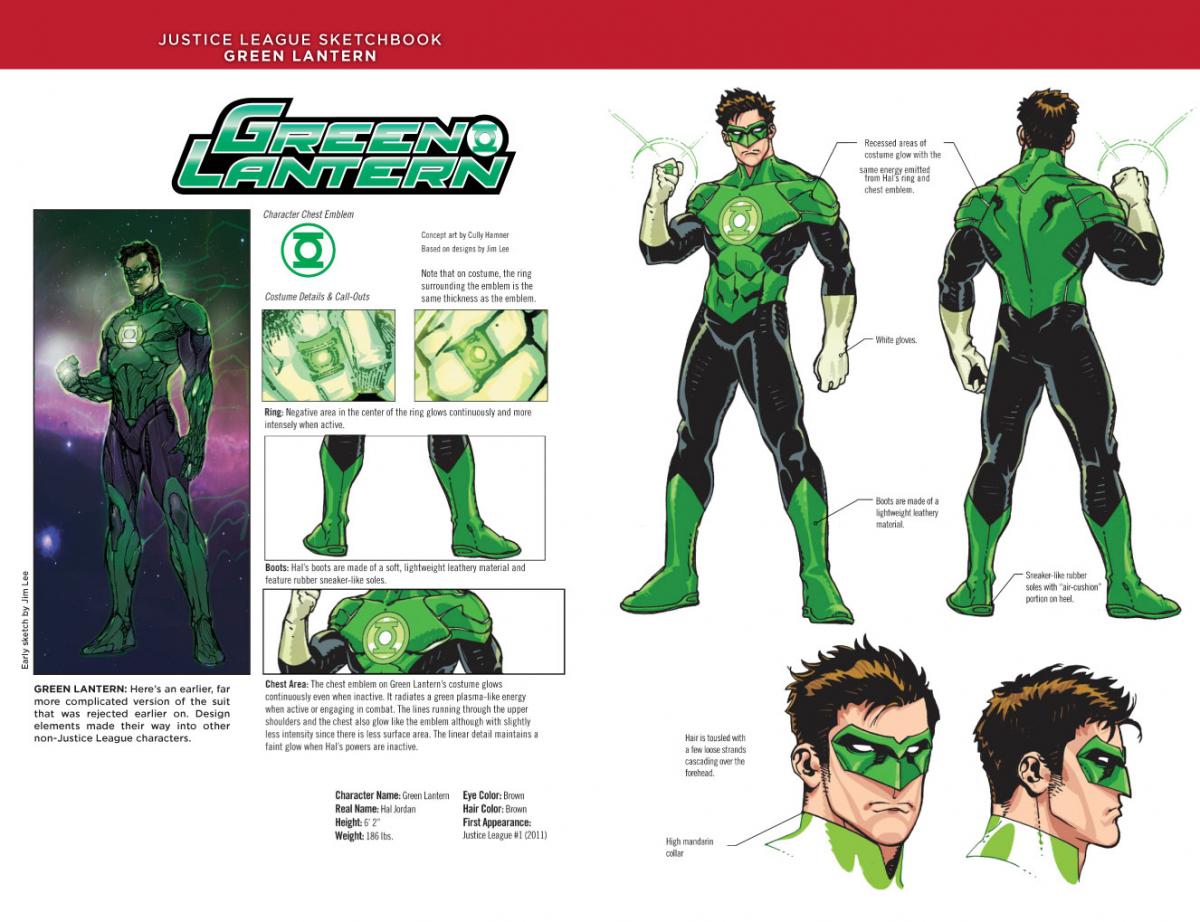 JUSTICE LEAGUE SKETCHBOOK
GREEN LANTERN
GREEN
LANTERN
Character Chest Emblem
Concept art by Cully Hamner
Based on designs by Jim Lee
Note that on costume, the ring
surrounding the emblem is the
same thickness as the emblem.
Costume Details & Call-Outs
Ring: Negative area in the center of the ring glows continuously and more
intensely when active.
Boots: Hal's boots are made of a soft, lightweight leathery material and
feature rubber sneaker-like soles.
Early sketch by Jim Lee
GREEN LANTERN: Here's an earlier, far
more complicated version of the suit
that was rejected earlier on. Design
elements made their way into other
non-Justice League characters.
Chest Area: The chest emblem on Green Lantern's costume glows
continuously even when inactive. It radiates a green plasma-like energy
when active or engaging in combat. The lines running through the upper
shoulders and the chest also glow like the emblem although with slightly
less intensity since there is less surface area. The linear detail maintains a
faint glow when Hal's powers are inactive.
Character Name: Green Lantern
Real Name: Hal Jordan
Height: 6' 2"
Weight: 186 lbs.
Eye Color: Brown
Hair Color: Brown
First Appearance:
Justice League #1 (2011)
Recessed areas of
costume glow with the
same energy emitted
from Hal's ring and
chest emblem.
White gloves.
Boots are made of a
lightweight leathery
material.
Sneaker-like rubber
soles with "air-cushion"
portion on heel.
Hair is tousled with
a few loose strands
cascading over the
forehead.
High mandarin
collar